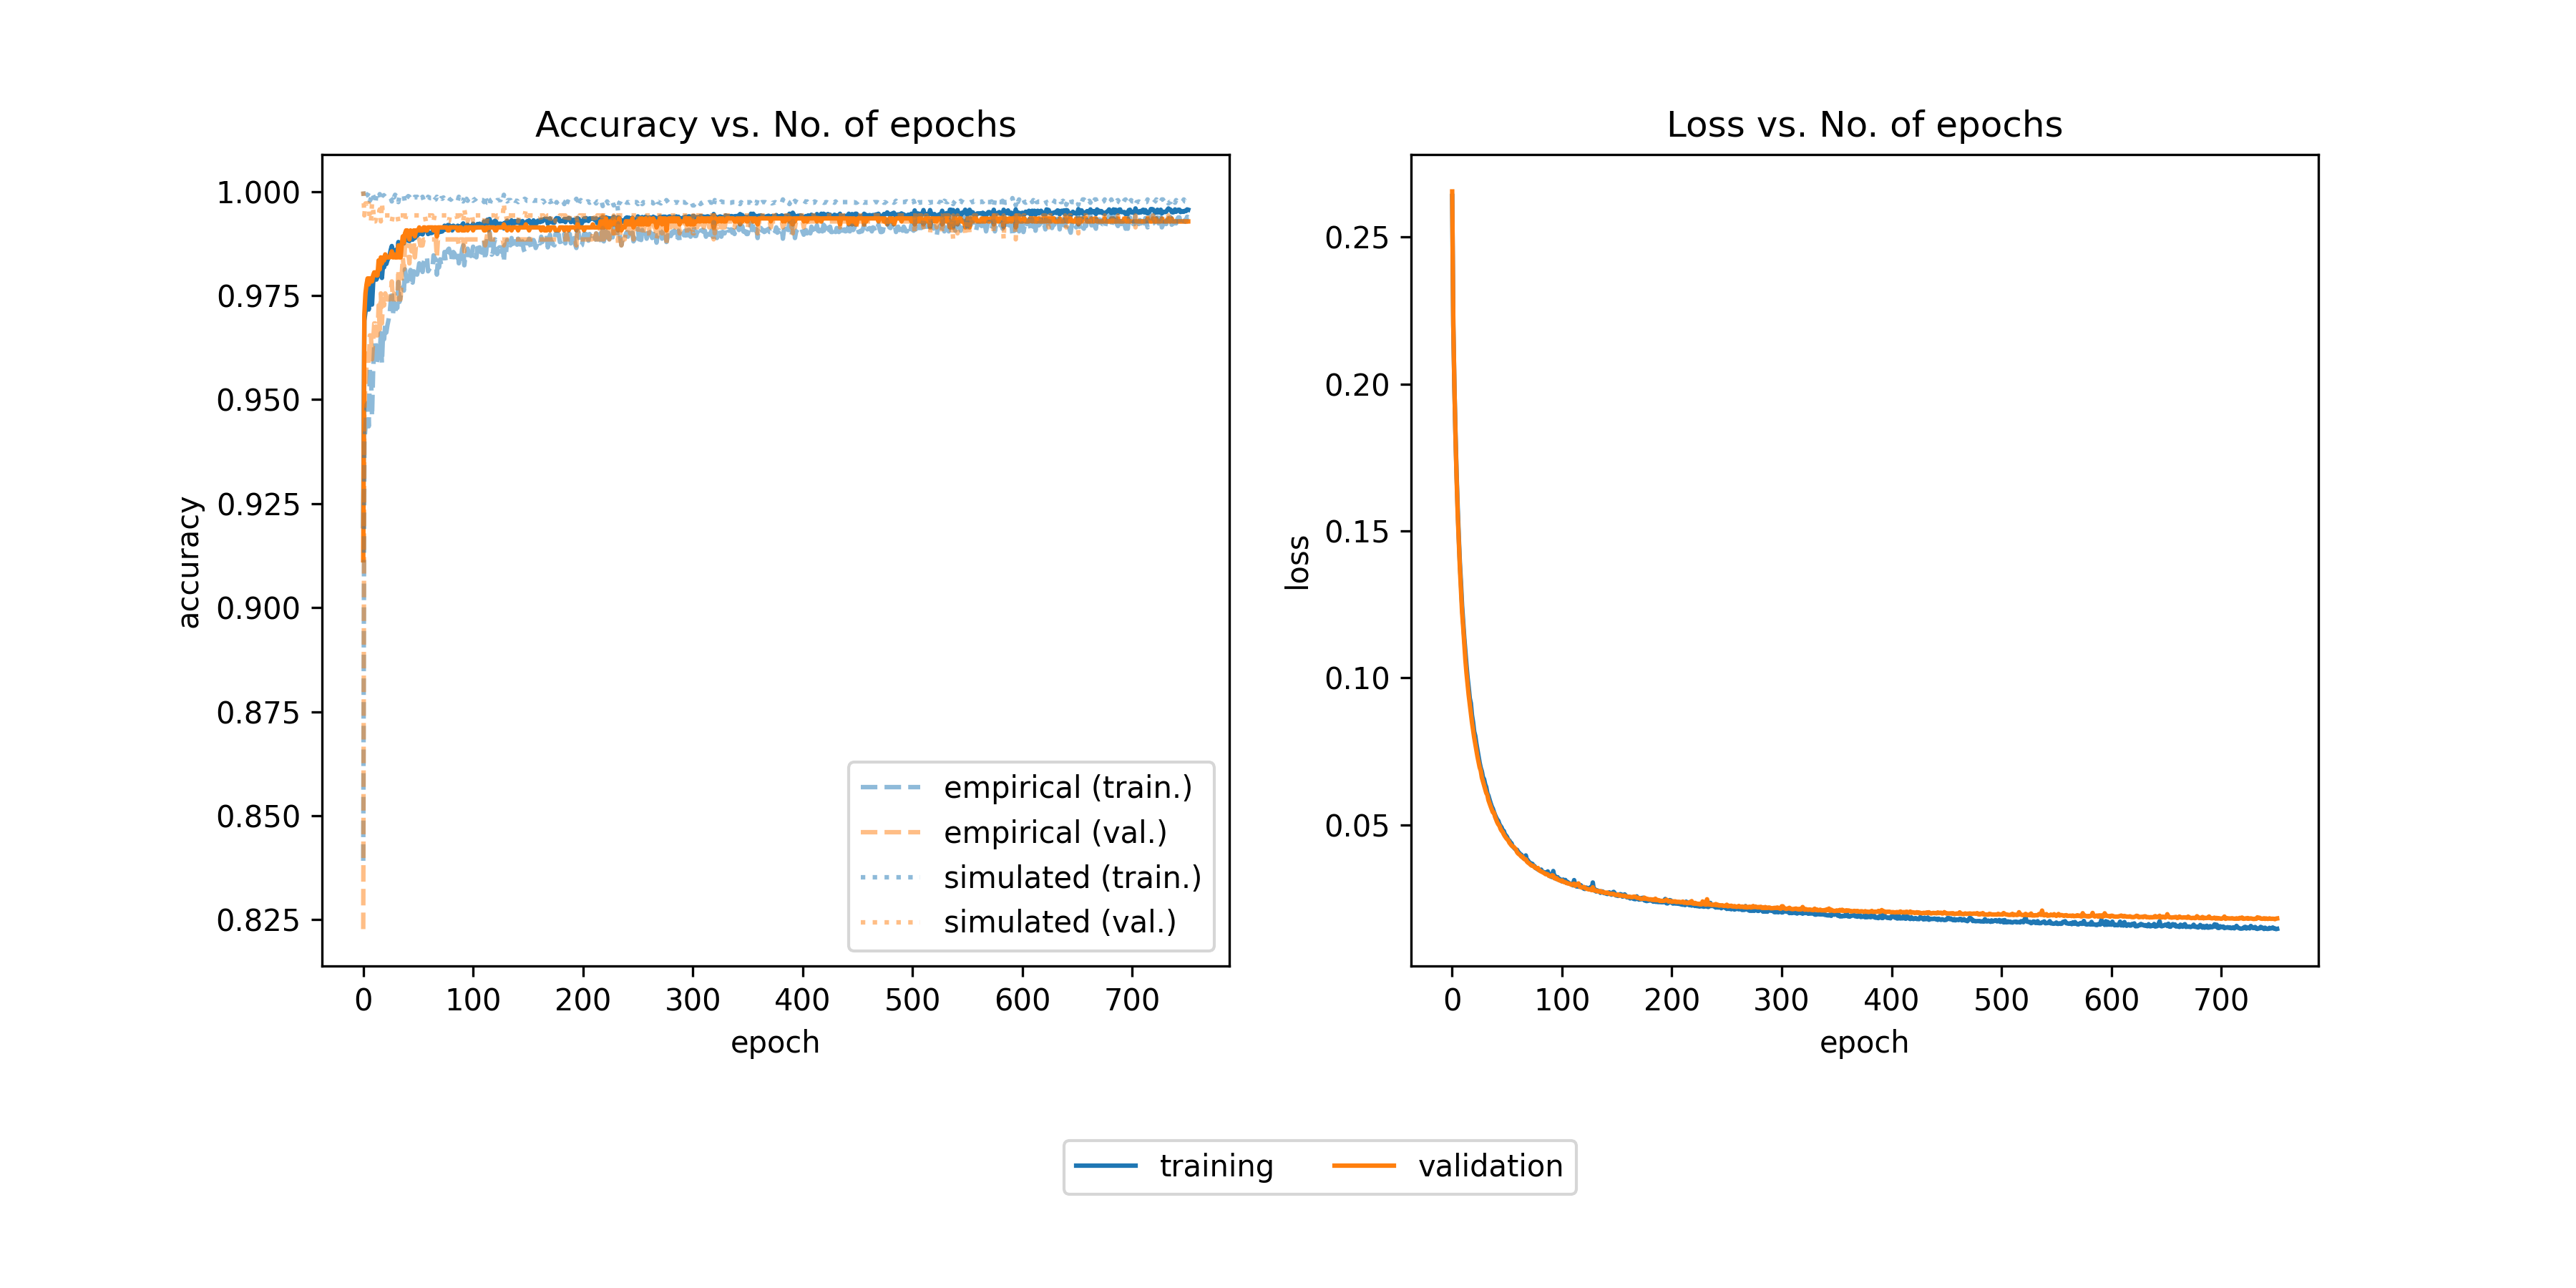 Accuracy vs. No. of epochs
1.000
0.975
0.950
0.925
0.900
0.875
0.850
0.825
accuracy
0 100 200 300 400 500 600 700
epoch
empirical (train.)
empirical (val.)
simulated (train.)
simulated (val.)
Loss vs. No. of epochs
0.25
0.20
0.15
0.10
0.05
loss
0 100 200 300 400 500 600 700
epoch
training validation